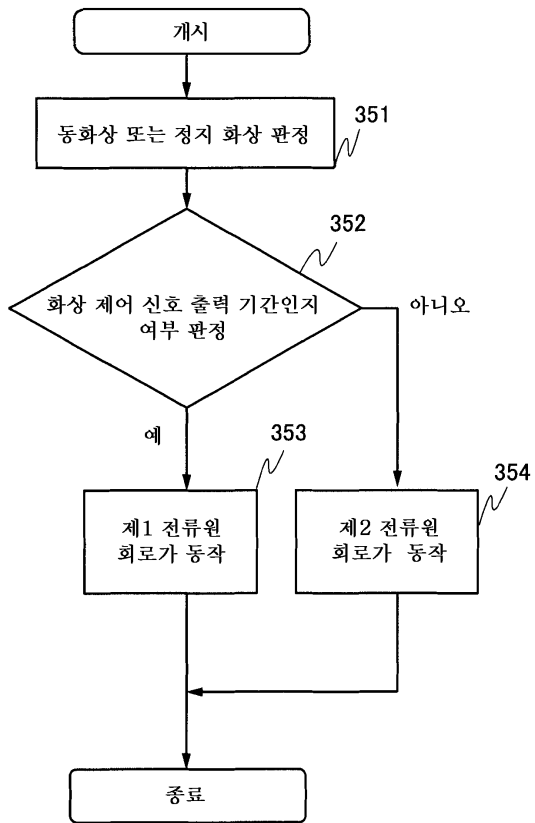 개시
351
동화상 또는 정지 화상 판정
352
화상 제어 신호 출력 기간인지
여부 판정
아니오
예
353
354
제1 전류원
회로가 동작
제2 전류원
회로가 동작
종료